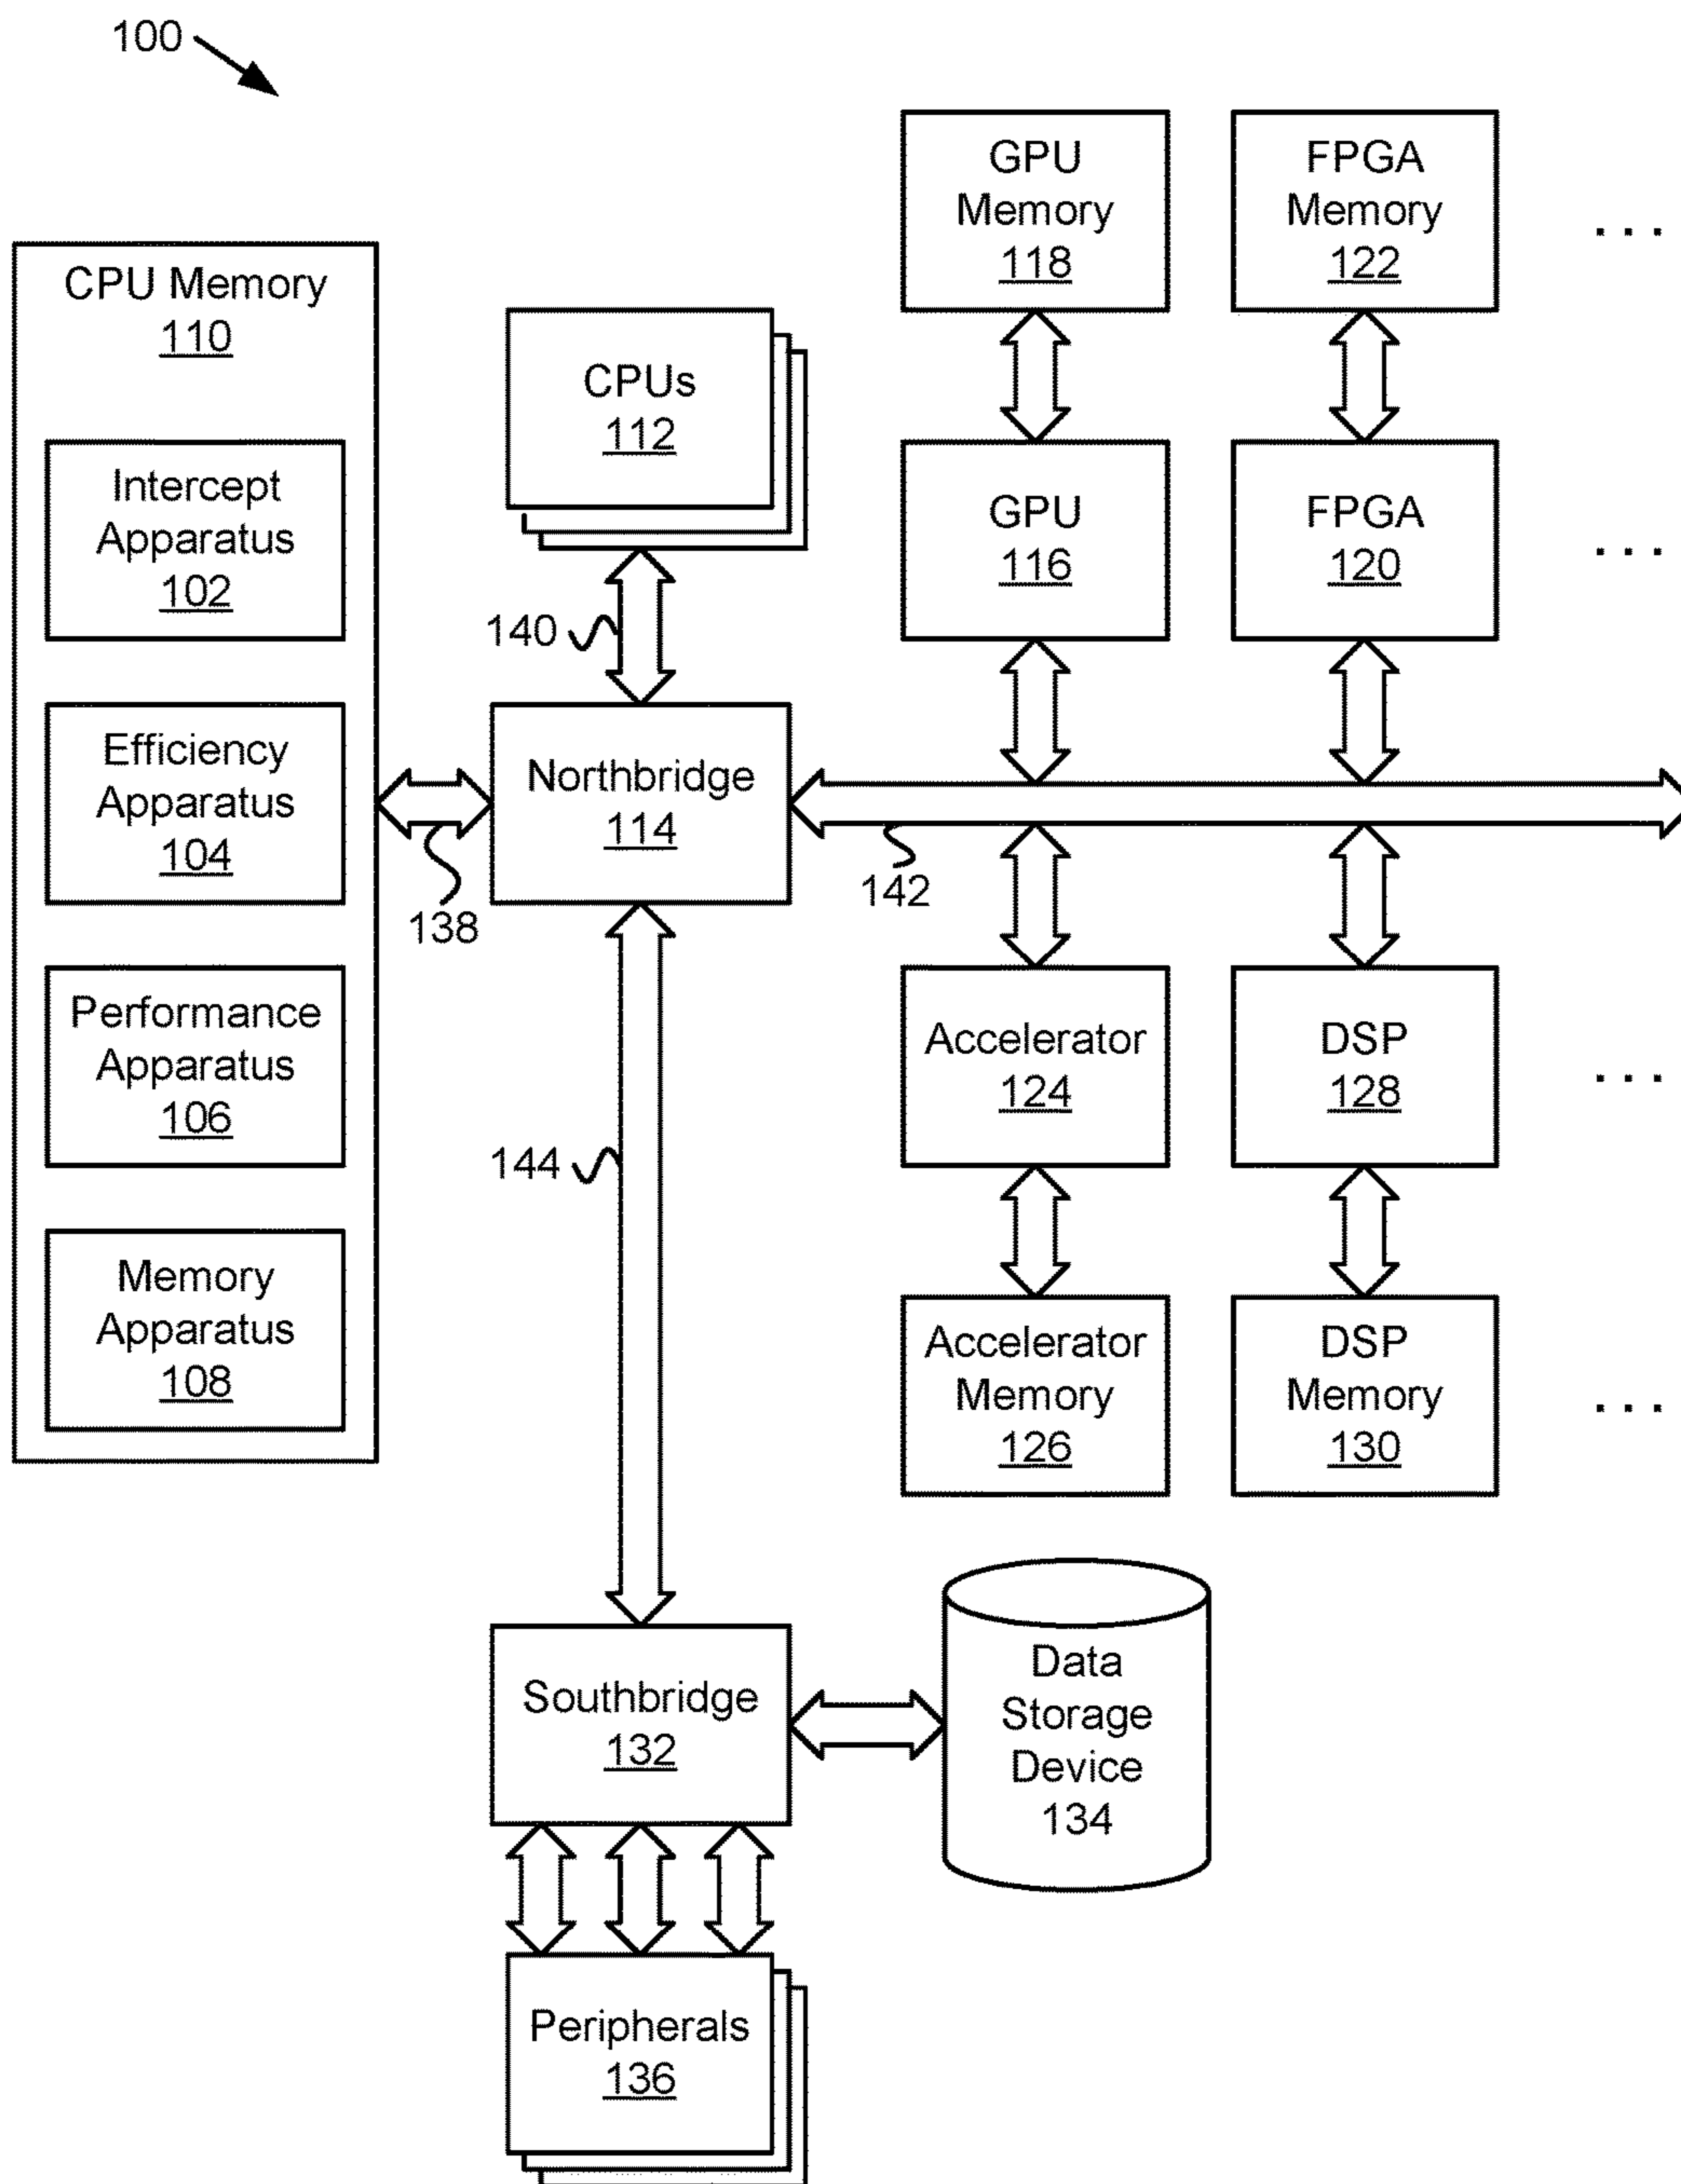 100
CPU Memory
110
Intercept
Apparatus
102
Efficiency
Apparatus
104
Performance
Apparatus
106
Memory
Apparatus
108
CPUs
112
140
Northbridge
114
138
142
144
GPU
Memory
118
FPGA
Memory
122
...
GPU
116
FPGA
120
...
Accelerator
124
DSP
128
...
Accelerator
Memory
126
DSP
Memory
130
...
Southbridge
132
Data
Storage
Device
134
Peripherals
136